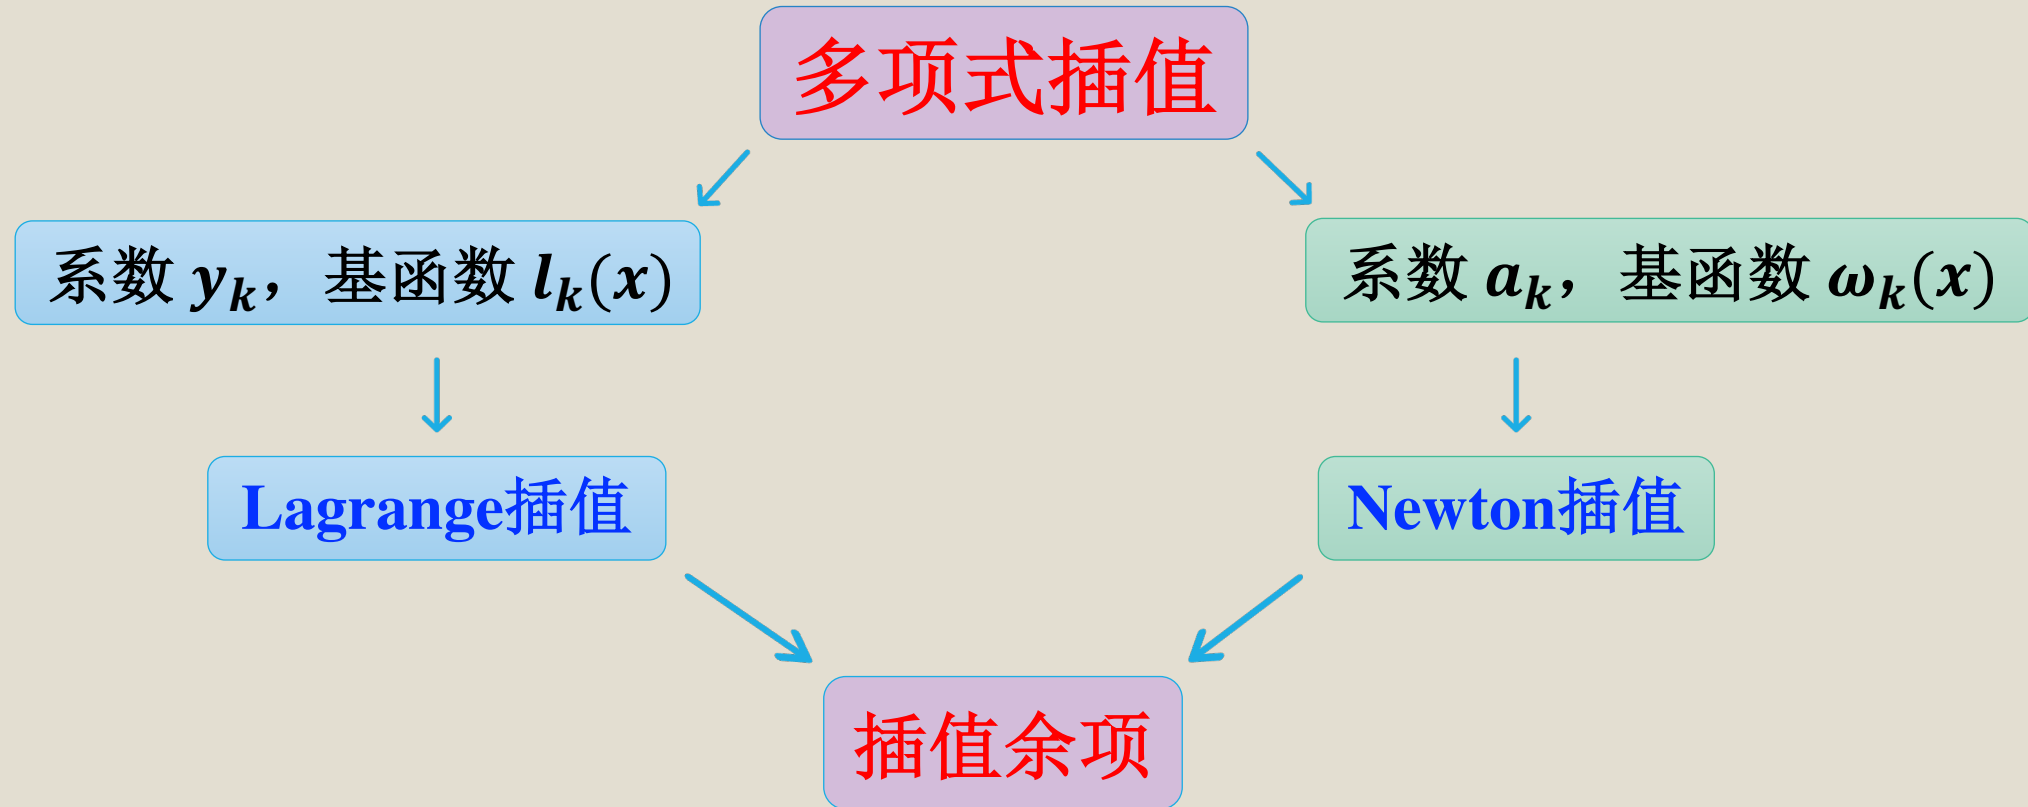 多项式插值
系数 yₖ，基函数 lₖ(x)
系数 aₖ，基函数 ωₖ(x)
Lagrange插值
Newton插值
插值余项